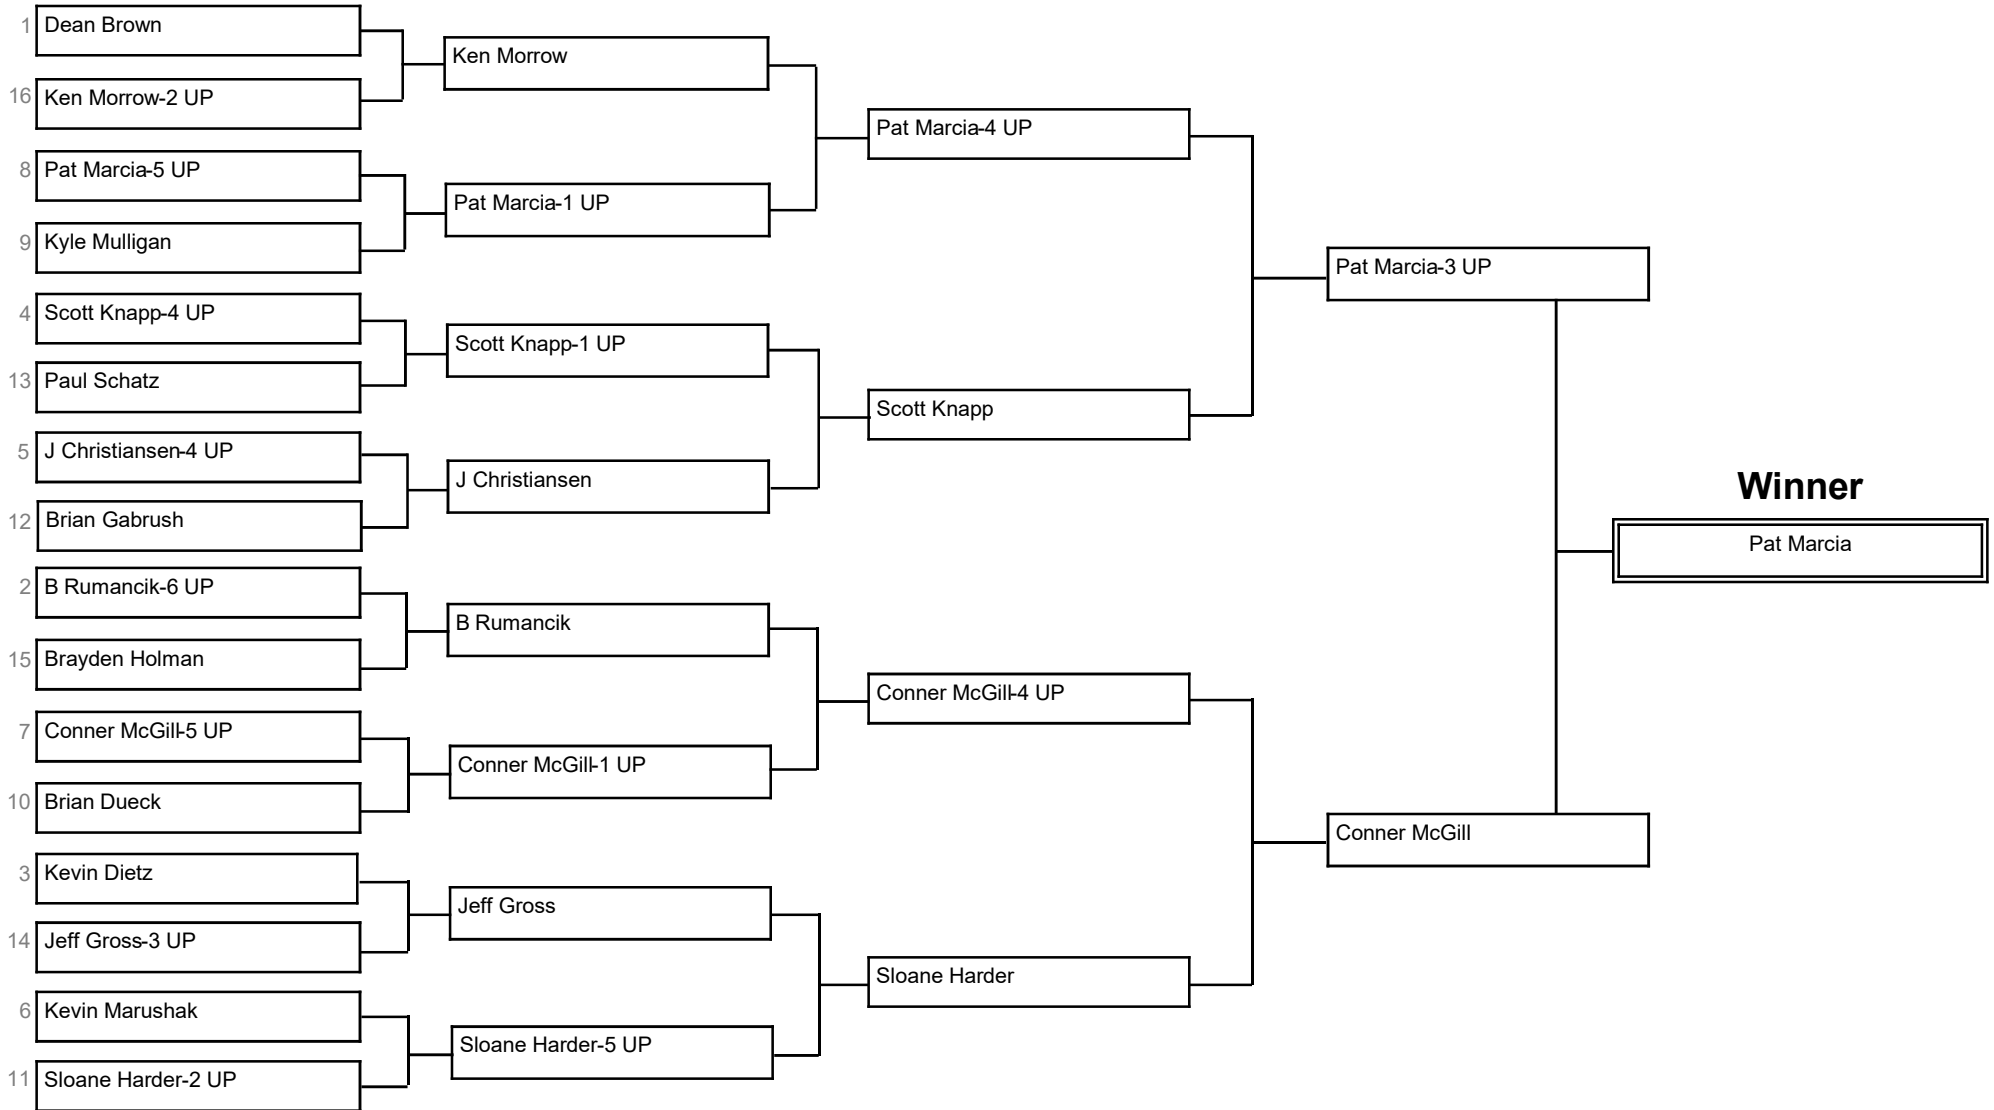 1 Dean Brown
16 Ken Morrow-2 UP
8 Pat Marcia-5 UP
9 Kyle Mulligan
4 Scott Knapp-4 UP
13 Paul Schatz
5 J Christiansen-4 UP
12 Brian Gabrush
2 B Rumancik-6 UP
15 Brayden Holman
7 Conner McGill-5 UP
10 Brian Dueck
3 Kevin Dietz
14 Jeff Gross-3 UP
6 Kevin Marushak
11 Sloane Harder-2 UP
Ken Morrow
Pat Marcia-1 UP
Scott Knapp-1 UP
J Christiansen
B Rumancik
Conner McGill-1 UP
Jeff Gross
Sloane Harder-5 UP
Pat Marcia-4 UP
Scott Knapp
Conner McGill-4 UP
Sloane Harder
Pat Marcia-3 UP
Conner McGill
Winner
Pat Marcia